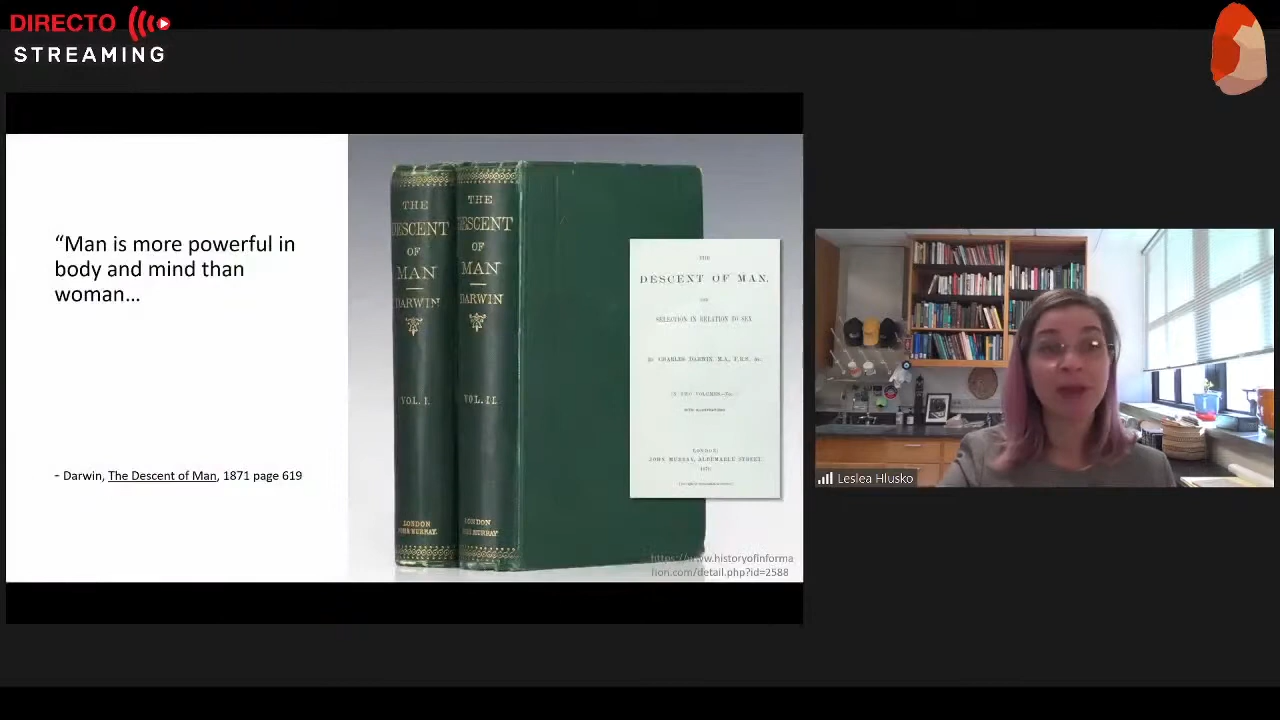 DIRECTO
STREAMING
“Man is more powerful in
body and mind than
woman…
- Darwin, The Descent of Man, 1871 page 619
THE
DESCENT
OF
MAN
DARWIN
VOL. I.
LONDON
JOHN MURRAY.
THE
DESCENT
OF
MAN
DARWIN
VOL. II.
LONDON
JOHN MURRAY.
THE
DESCENT OF MAN,
AND
SELECTION IN RELATION TO SEX
BY CHARLES DARWIN, M.A., F.R.S. &c.
LONDON:
JOHN MURRAY, ALBEMARLE STREET.
1871.
https://www.historyofinforma
tion.com/detail.php?id=2588
Leslea Hlusko